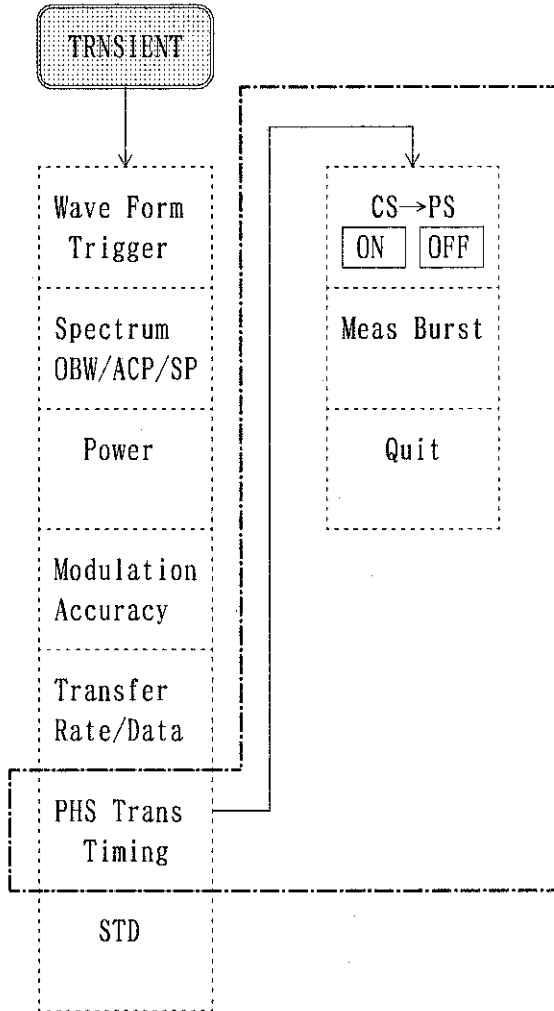 TRNSIENT
Wave Form
Trigger
Spectrum
OBW/ACP/SP
Power
Modulation
Accuracy
Transfer
Rate/Data
PHS Trans
Timing
STD
CS→PS
ON OFF
Meas Burst
Quit